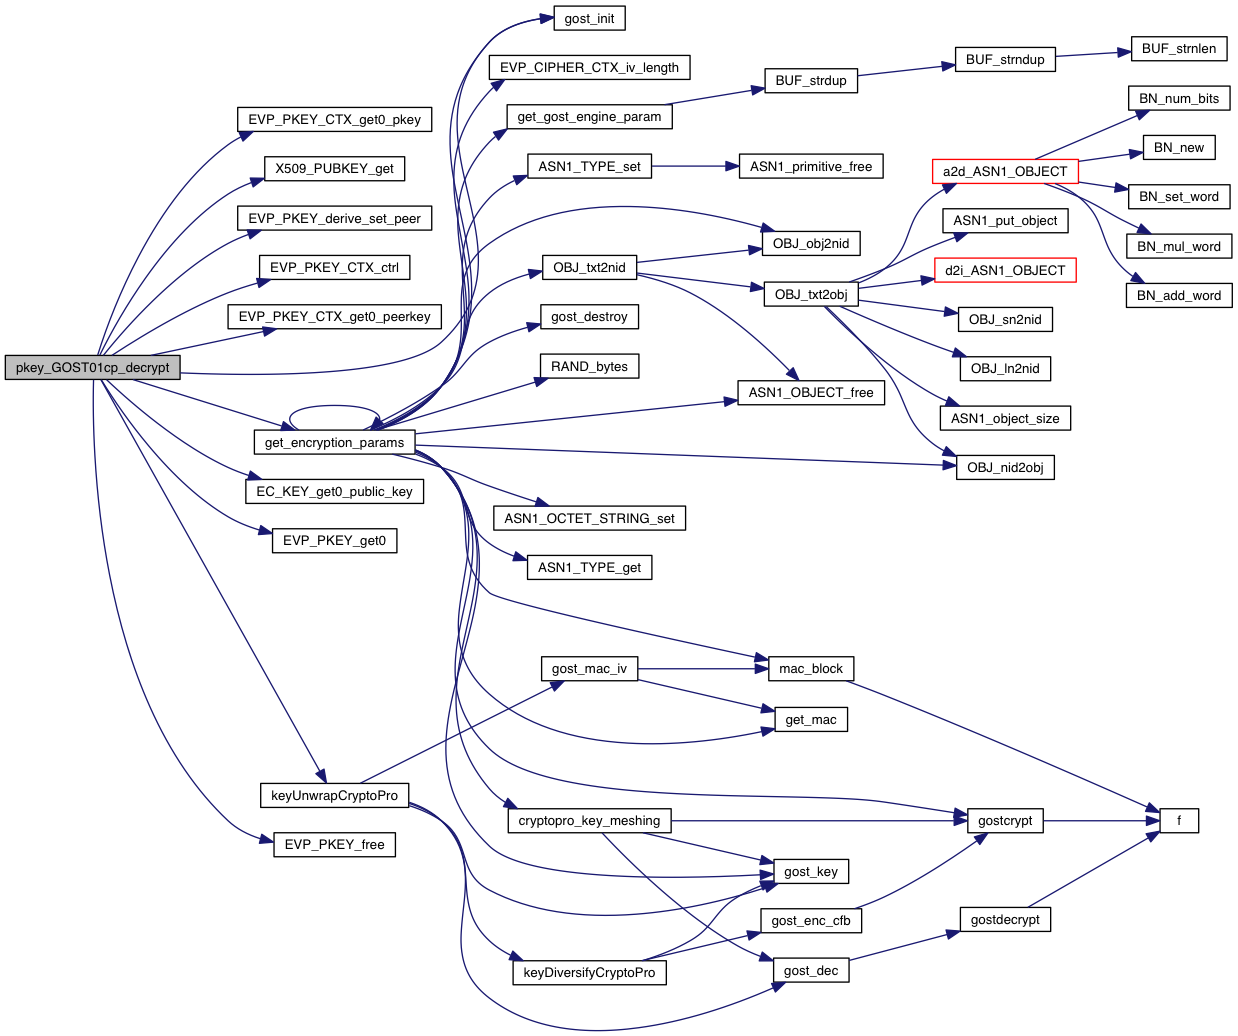 gost_init
BUF_strnlen
BUF_strndup
EVP_CIPHER_CTX_iv_length
BUF_strdup
BN_num_bits
get_gost_engine_param
EVP_PKEY_CTX_get0_pkey
BN_new
ASN1_TYPE_set
ASN1_primitive_free
a2d_ASN1_OBJECT
X509_PUBKEY_get
BN_set_word
EVP_PKEY_derive_set_peer
ASN1_put_object
OBJ_obj2nid
BN_mul_word
EVP_PKEY_CTX_ctrl
OBJ_txt2nid
d2i_ASN1_OBJECT
OBJ_txt2obj
BN_add_word
EVP_PKEY_CTX_get0_peerkey
gost_destroy
OBJ_sn2nid
pkey_GOST01cp_decrypt
RAND_bytes
OBJ_ln2nid
ASN1_OBJECT_free
ASN1_object_size
get_encryption_params
OBJ_nid2obj
EC_KEY_get0_public_key
ASN1_OCTET_STRING_set
EVP_PKEY_get0
ASN1_TYPE_get
gost_mac_iv
mac_block
get_mac
keyUnwrapCryptoPro
cryptopro_key_meshing
gostcrypt
f
EVP_PKEY_free
gost_key
gost_enc_cfb
gostdecrypt
keyDiversifyCryptoPro
gost_dec